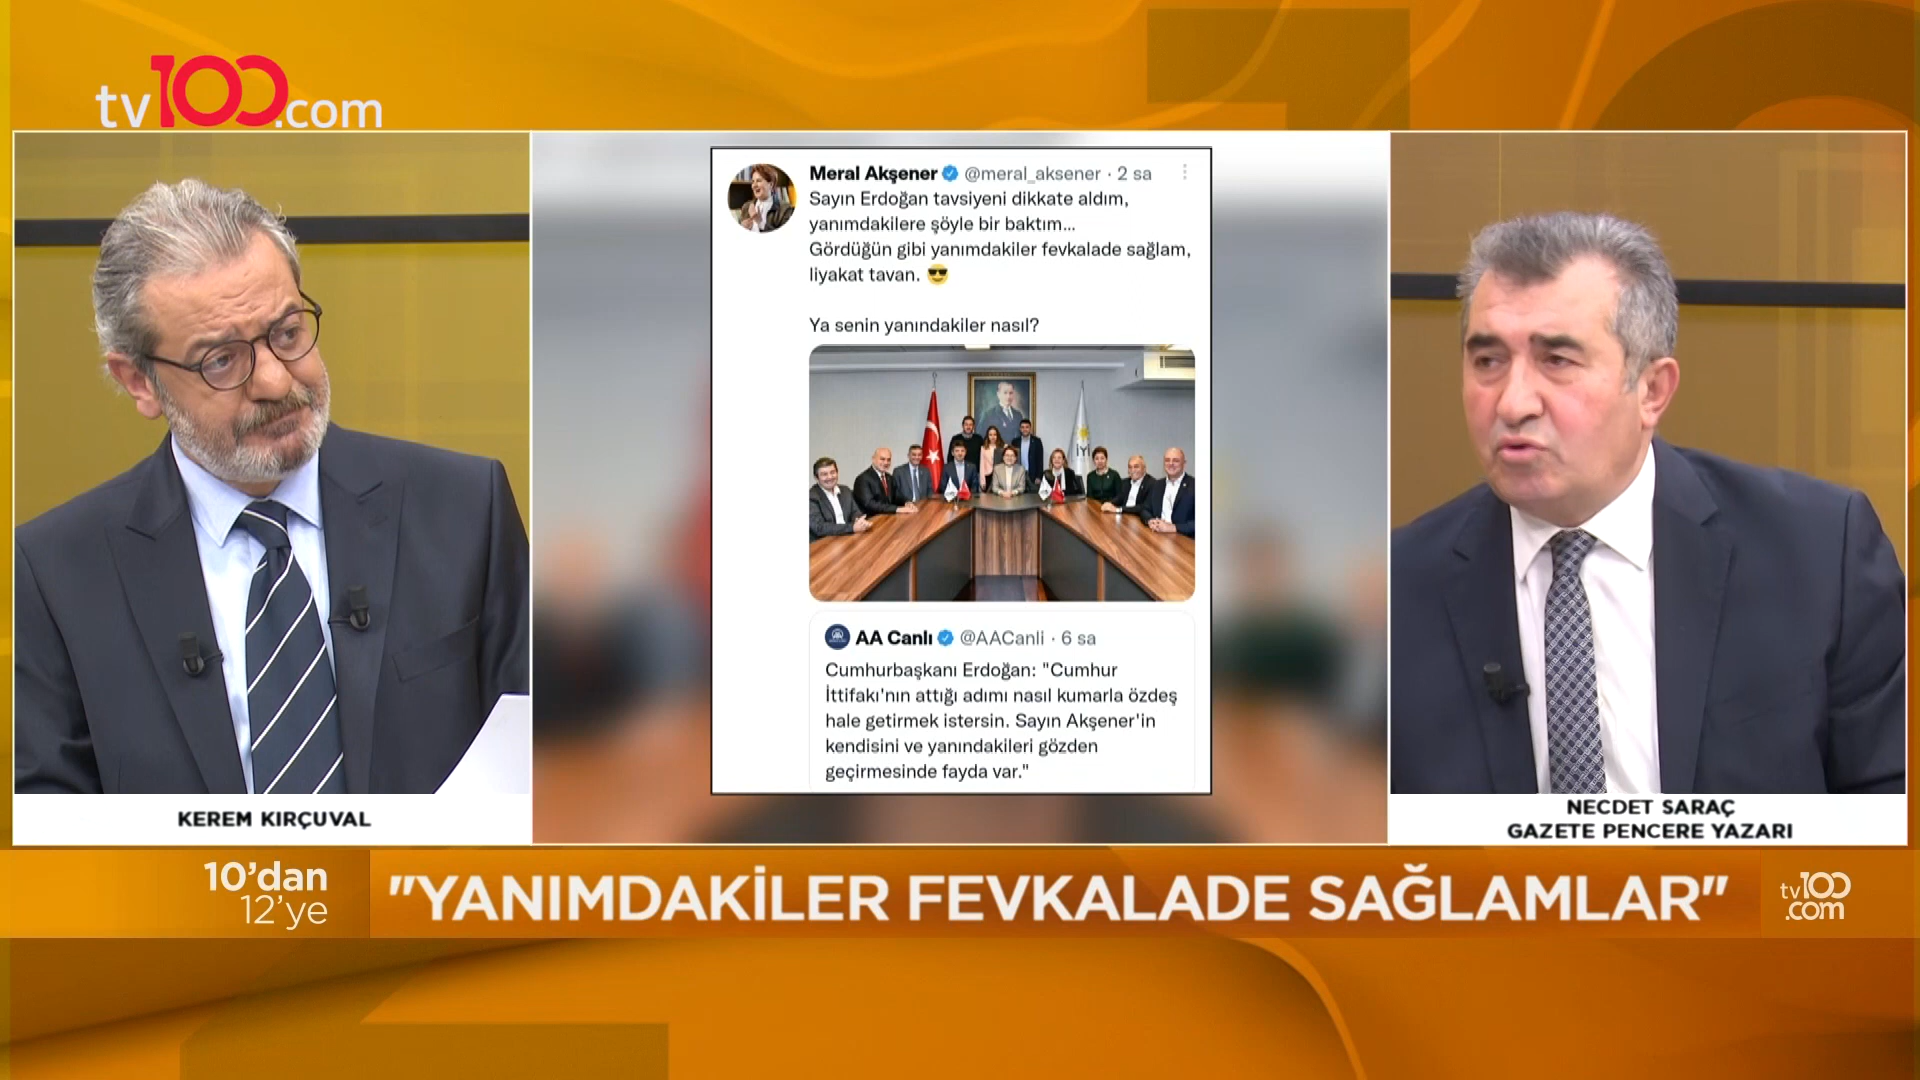 tv100.com
Meral Akşener @meral_aksener · 2 sa
Sayın Erdoğan tavsiyeni dikkate aldım,
yanımdakilere şöyle bir baktım...
Gördüğün gibi yanımdakiler fevkalade sağlam,
liyakat tavan. 😎
Ya senin yanındakiler nasıl?
İYİ
AA Canlı @AACanli · 6 sa
Cumhurbaşkanı Erdoğan: "Cumhur
İttifakı'nın attığı adımı nasıl kumarla özdeş
hale getirmek istersin. Sayın Akşener'in
kendisini ve yanındakileri gözden
geçirmesinde fayda var."
KEREM KIRÇUVAL
NECDET SARAÇ
GAZETE PENCERE YAZARI
10'dan
12'ye
"YANIMDAKİLER FEVKALADE SAĞLAMLAR"
tv100
.com